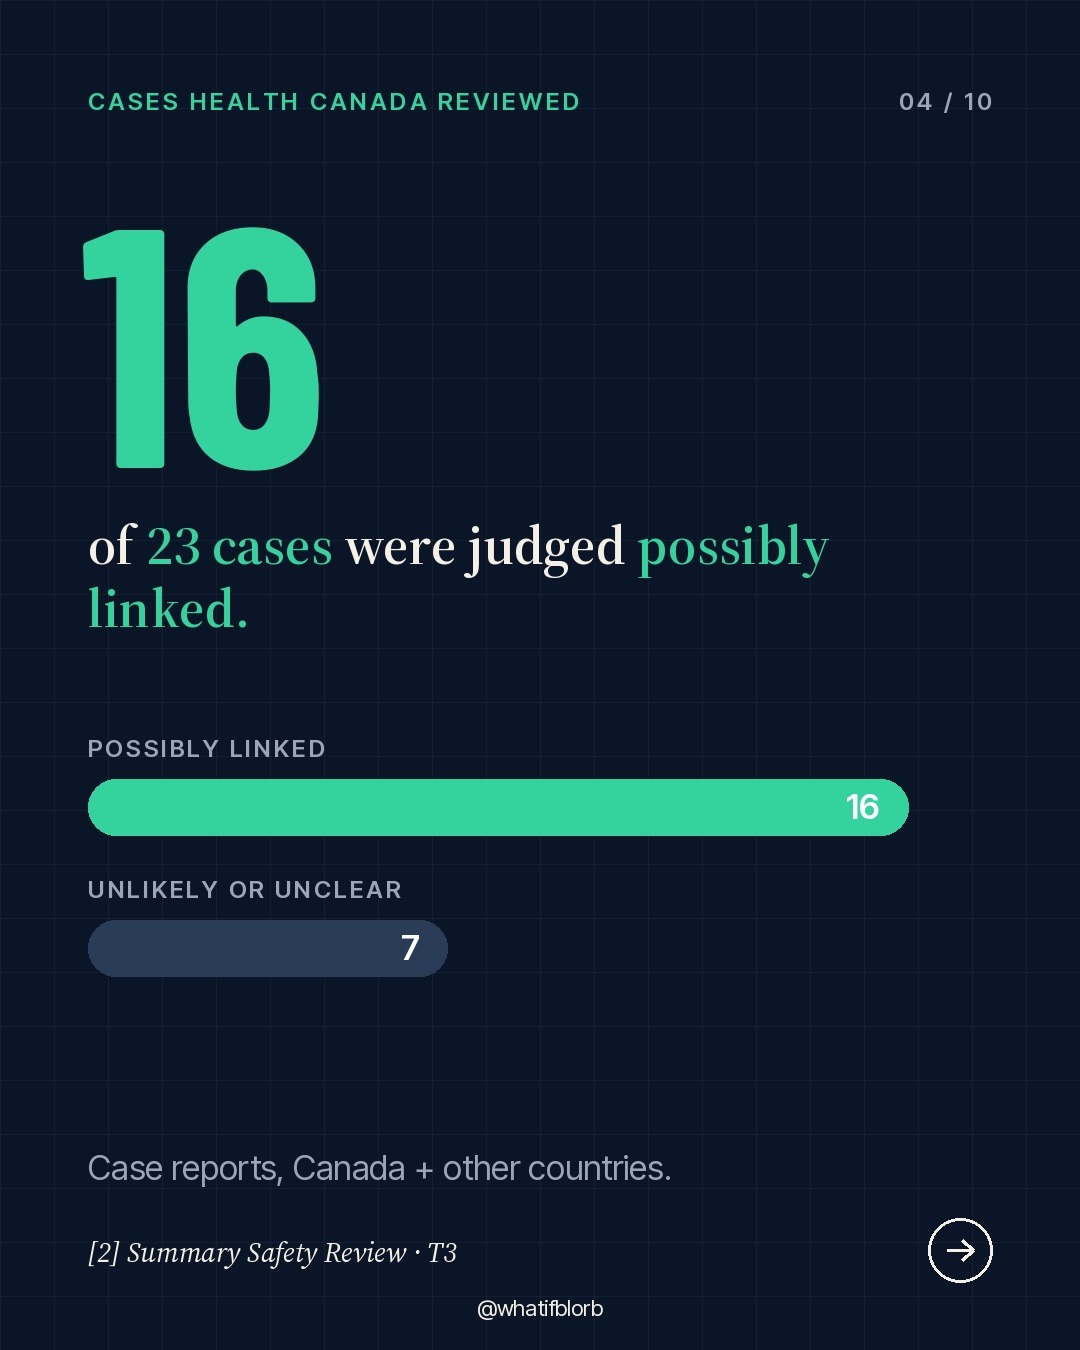 CASES HEALTH CANADA REVIEWED
04 / 10
16
of 23 cases were judged possibly
linked.
POSSIBLY LINKED
16
UNLIKELY OR UNCLEAR
7
Case reports, Canada + other countries.
[2] Summary Safety Review · T3
@whatifblorb